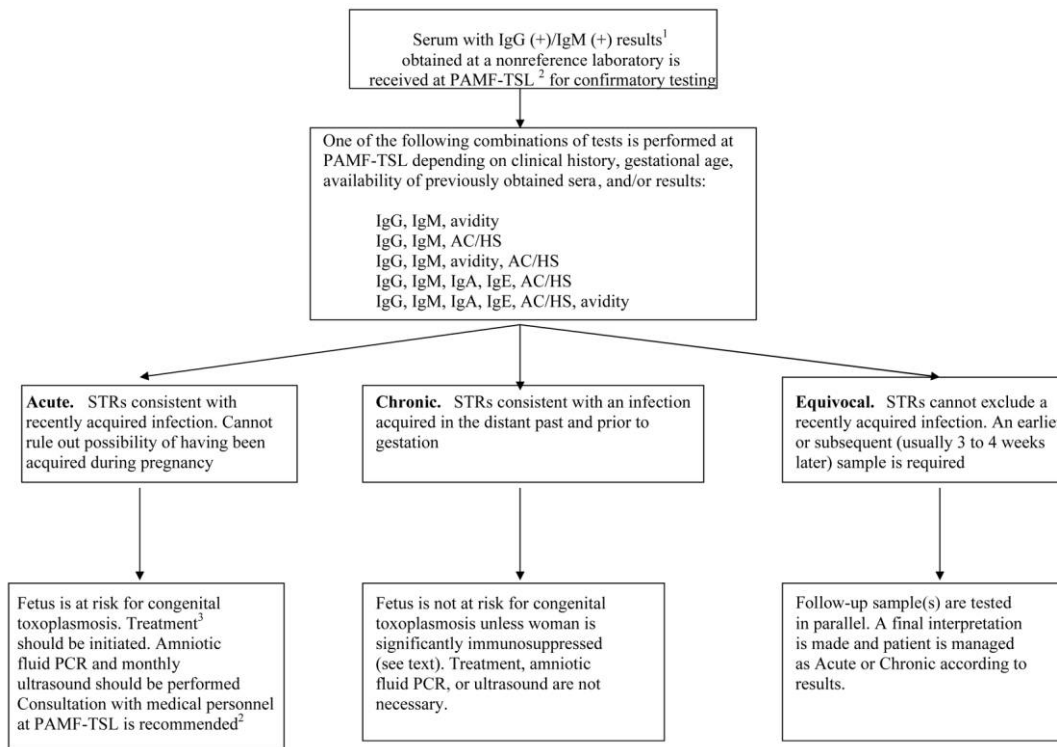 Serum with IgG (+)/IgM (+) results1
obtained at a nonreference laboratory is
received at PAMF-TSL 2 for confirmatory testing
One of the following combinations of tests is performed at
PAMF-TSL depending on clinical history, gestational age,
availability of previously obtained sera, and/or results:
IgG, IgM, avidity
IgG, IgM, AC/HS
IgG, IgM, avidity, AC/HS
IgG, IgM, IgA, IgE, AC/HS
IgG, IgM, IgA, IgE, AC/HS, avidity
Acute. STRs consistent with
recently acquired infection. Cannot
rule out possibility of having been
acquired during pregnancy
Chronic. STRs consistent with an infection
acquired in the distant past and prior to
gestation
Equivocal. STRs cannot exclude a
recently acquired infection. An earlier
or subsequent (usually 3 to 4 weeks
later) sample is required
Fetus is at risk for congenital
toxoplasmosis. Treatment3
should be initiated. Amniotic
fluid PCR and monthly
ultrasound should be performed
Consultation with medical personnel
at PAMF-TSL is recommended2
Fetus is not at risk for congenital
toxoplasmosis unless woman is
significantly immunosuppressed
(see text). Treatment, amniotic
fluid PCR, or ultrasound are not
necessary.
Follow-up sample(s) are tested
in parallel. A final interpretation
is made and patient is managed
as Acute or Chronic according to
results.